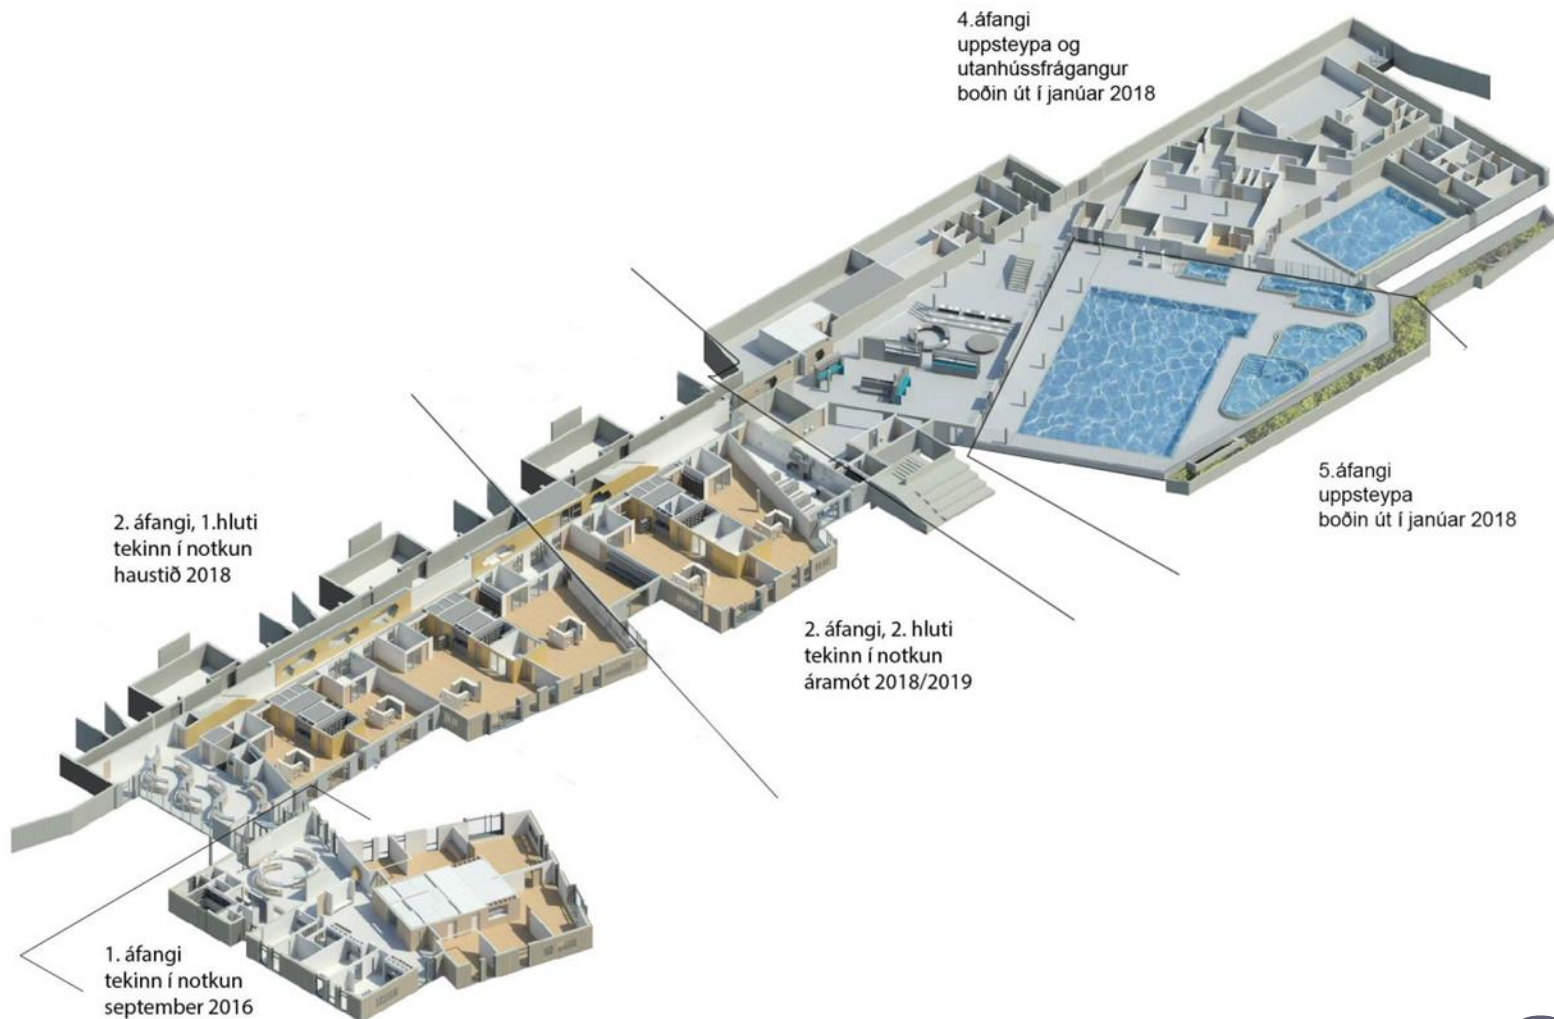 4.áfangi
uppsteypa og
utanhússfrágangur
boðin út í janúar 2018
5.áfangi
uppsteypa
boðin út í janúar 2018
2. áfangi, 1.hluti
tekinn í notkun
haustið 2018
2. áfangi, 2. hluti
tekinn í notkun
áramót 2018/2019
1. áfangi
tekinn í notkun
september 2016